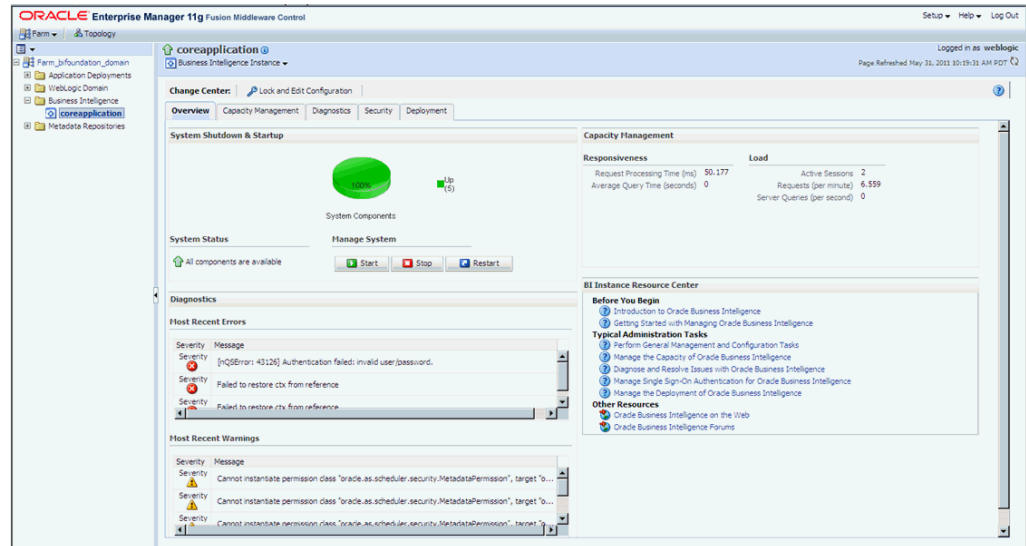 ORACLE Enterprise Manager 11g Fusion Middleware Control
Setup Help Log Out
Farm Topology
Farm_bifoundation_domain
Application Deployments
WebLogic Domain
Business Intelligence
coreapplication
Metadata Repositories
coreapplication
Logged in as weblogic
Business Intelligence Instance
Page Refreshed May 31, 2011 10:19:31 AM PDT
Change Center: Lock and Edit Configuration
Overview Capacity Management Diagnostics Security Deployment
System Shutdown & Startup
100%
Up
(5)
System Components
System Status
Manage System
All components are available
Start Stop Restart
Diagnostics
Most Recent Errors
Severity Message
Severity
[nQSError: 43126] Authentication failed: invalid user/password.
Severity
Failed to restore ctx from reference
Severity
Failed to restore ctx from reference
Most Recent Warnings
Severity Message
Severity
Cannot instantiate permission class "oracle.as.scheduler.security.MetadataPermission", target "o...
Severity
Cannot instantiate permission class "oracle.as.scheduler.security.MetadataPermission", target "o...
Severity
Cannot instantiate permission class "oracle.as.scheduler.security.MetadataPermission", target "o...
Capacity Management
Responsiveness
Request Processing Time (ms) 50.177
Average Query Time (seconds) 0
Load
Active Sessions 2
Requests (per minute) 6.559
Server Queries (per second) 0
BI Instance Resource Center
Before You Begin
Introduction to Oracle Business Intelligence
Getting Started with Managing Oracle Business Intelligence
Typical Administration Tasks
Perform General Management and Configuration Tasks
Manage the Capacity of Oracle Business Intelligence
Diagnose and Resolve Issues with Oracle Business Intelligence
Manage Single Sign-On Authentication for Oracle Business Intelligence
Manage the Deployment of Oracle Business Intelligence
Other Resources
Oracle Business Intelligence on the Web
Oracle Business Intelligence Forums